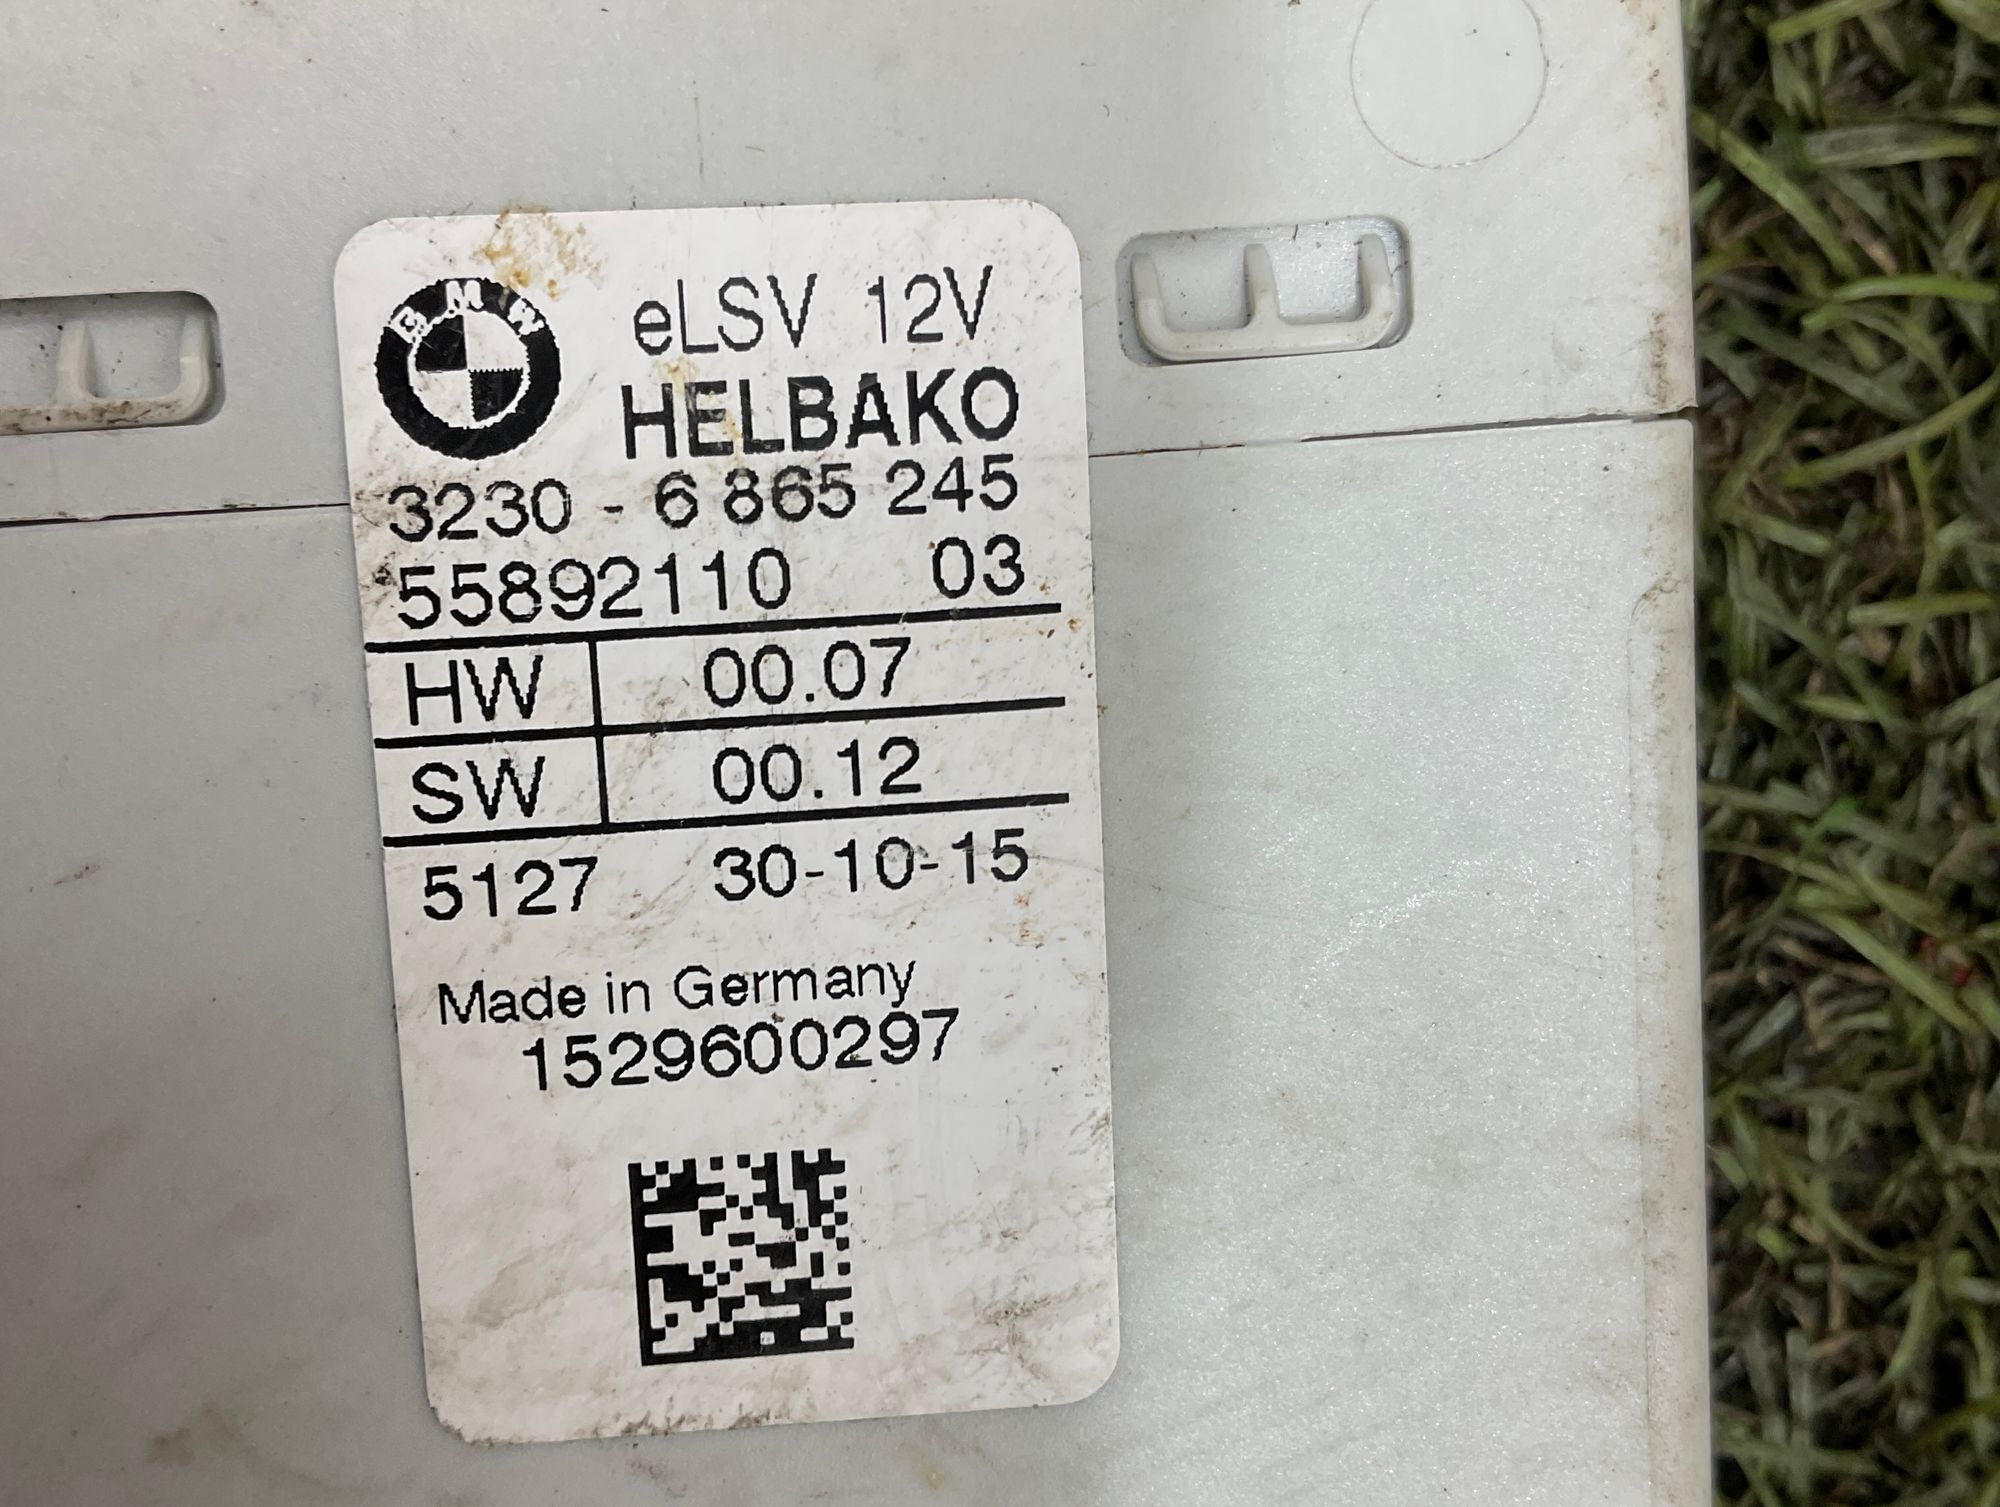 BMW
eLSV 12V
HELBAKO
3230 - 6 865 245
55892110 03
HW 00.07
SW 00.12
5127 30-10-15
Made in Germany
1529600297